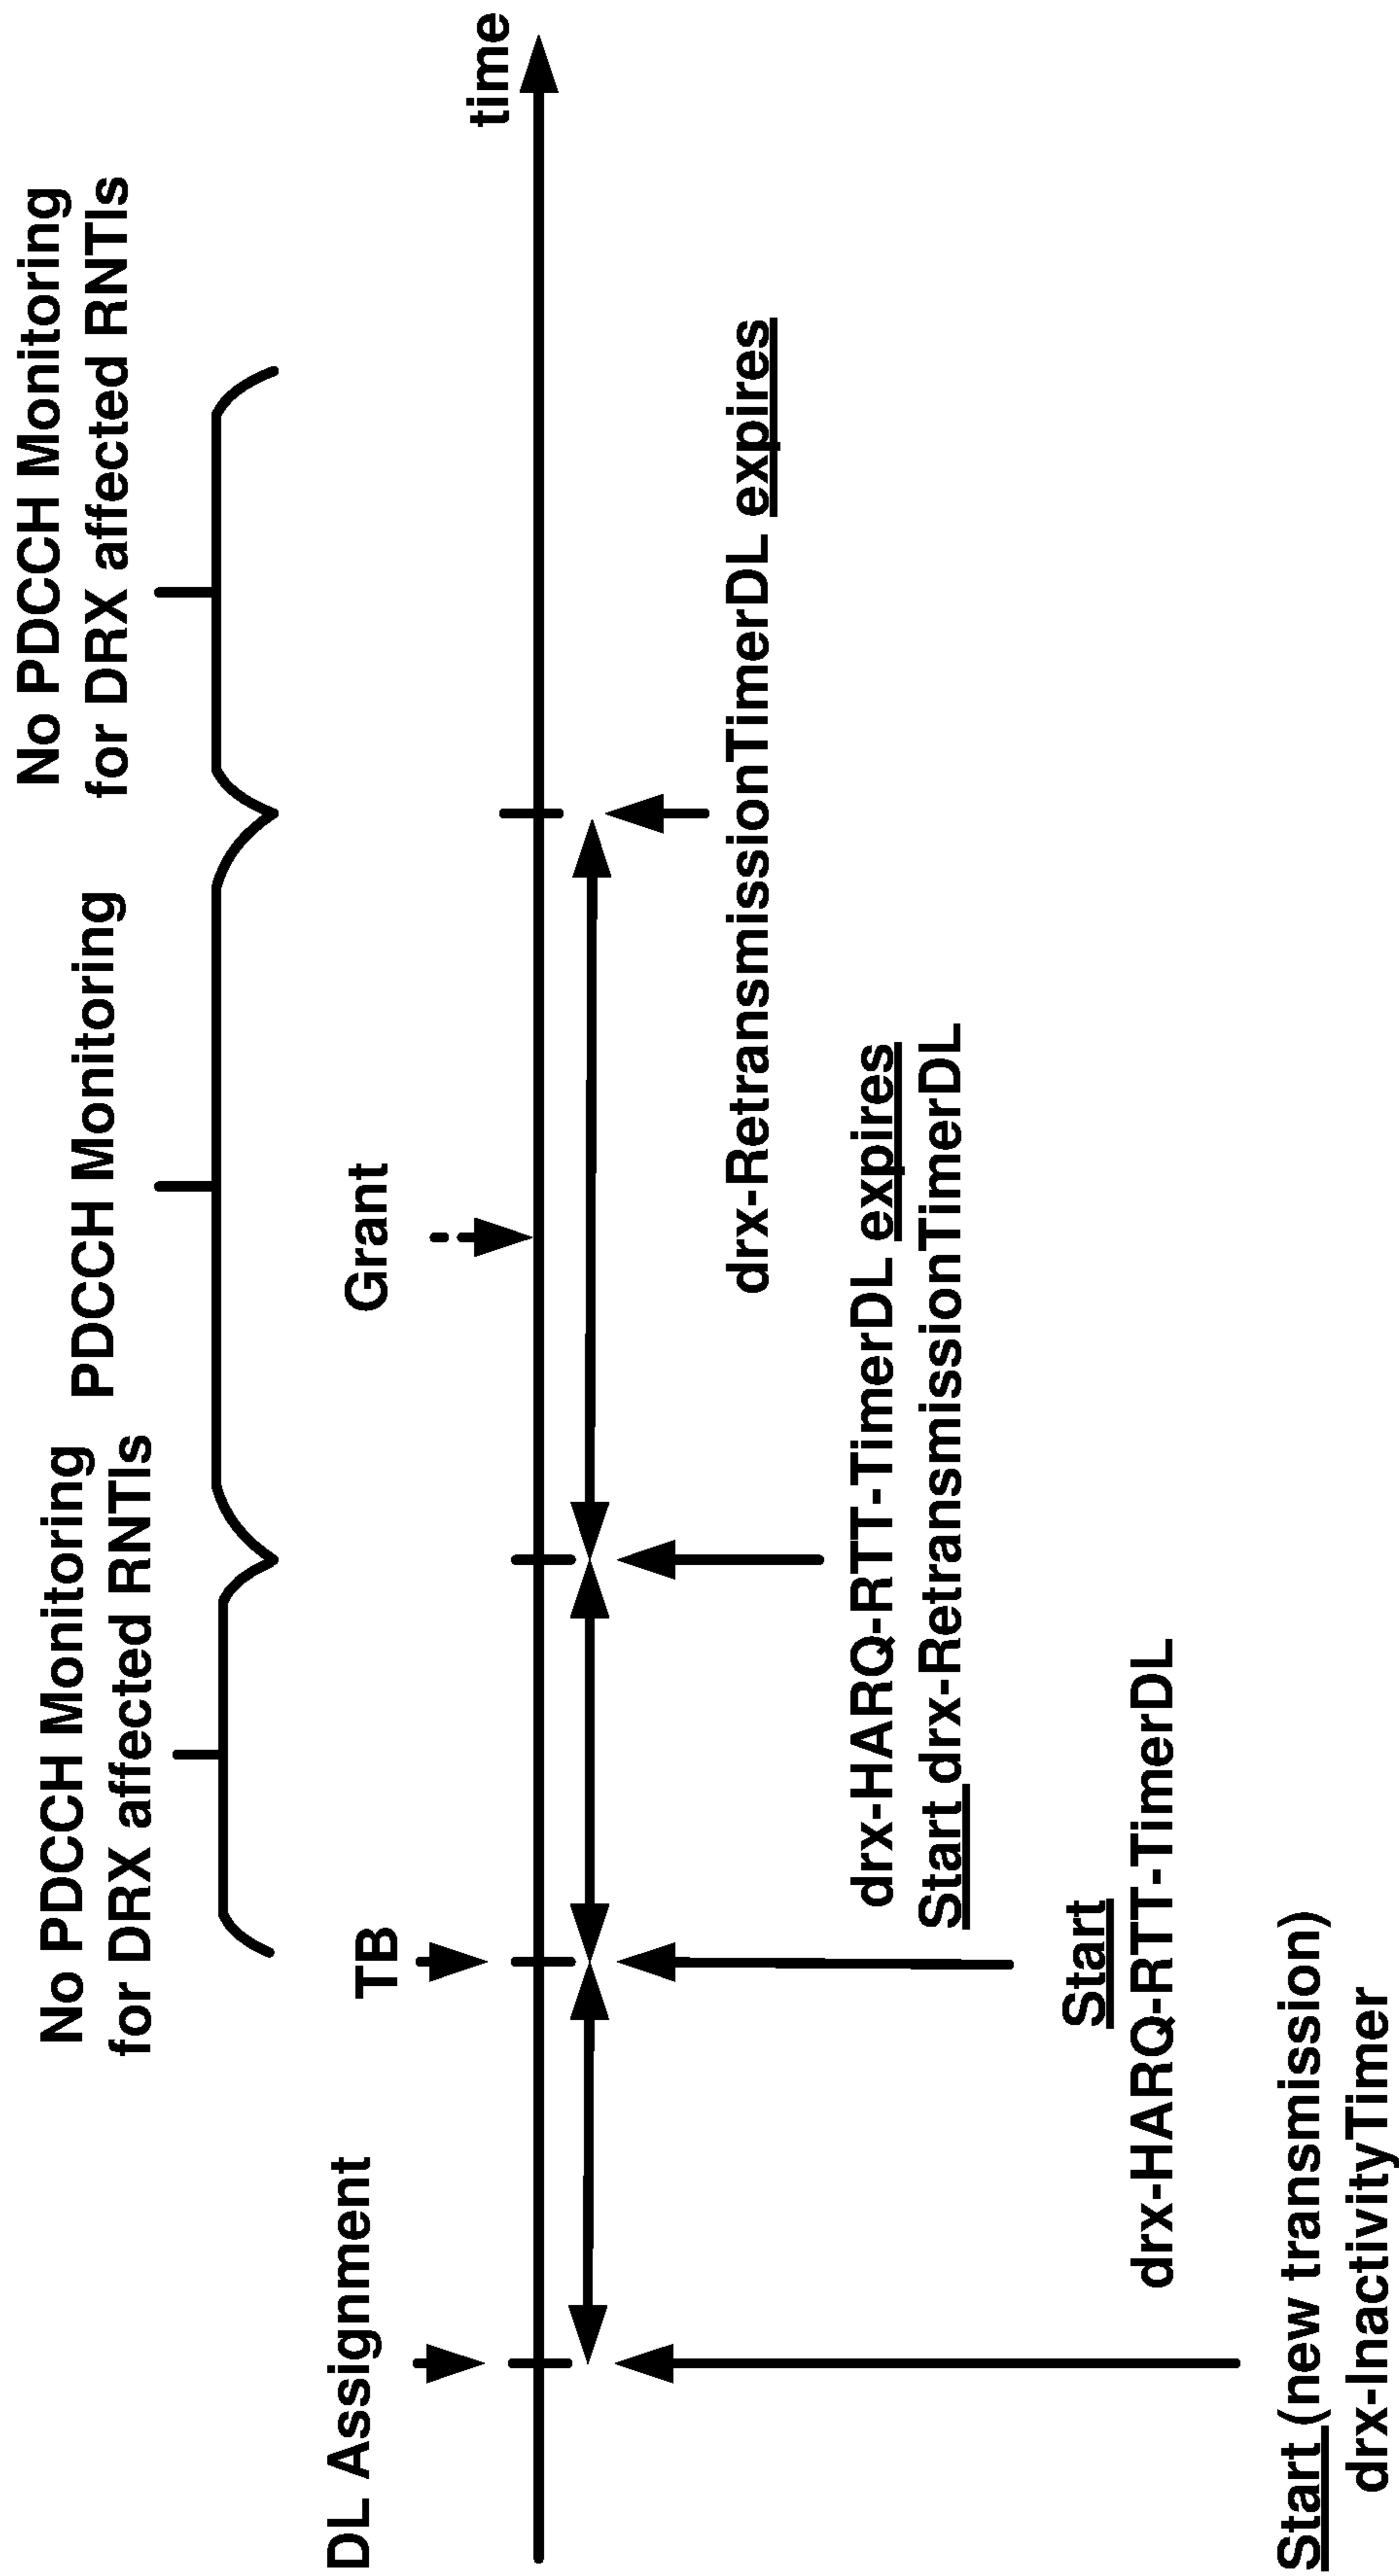 No PDCCH Monitoring
for DRX affected RNTIs
PDCCH Monitoring
No PDCCH Monitoring
for DRX affected RNTIs
DL Assignment
TB
Grant
time
drx-RetransmissionTimerDL expires
drx-HARQ-RTT-TimerDL expires
Start drx-RetransmissionTimerDL
Start
drx-HARQ-RTT-TimerDL
Start (new transmission)
drx-InactivityTimer